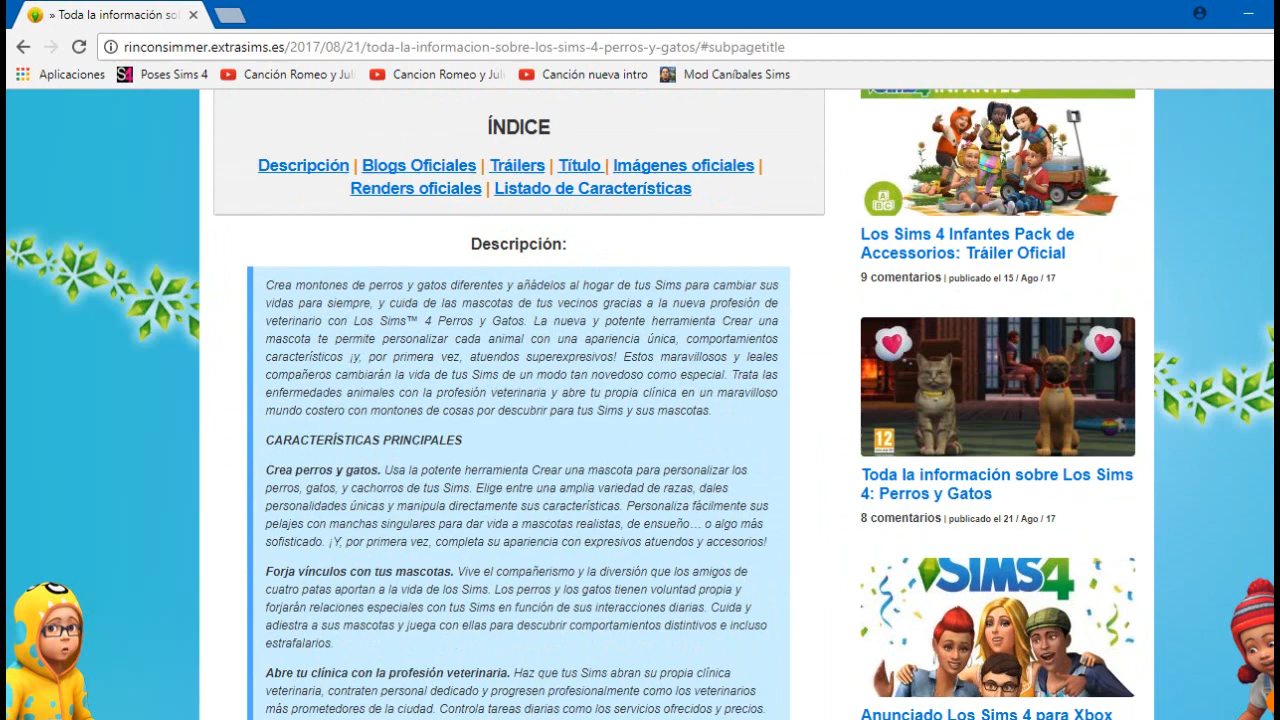 » Toda la información so
rinconsimmer.extrasims.es/2017/08/21/toda-la-informacion-sobre-los-sims-4-perros-y-gatos/#subpagetitle
Aplicaciones
S4 Poses Sims 4
Canción Romeo y Juli
Cancion Romeo y Juli
Canción nueva intro
Mod Caníbales Sims
ÍNDICE
Descripción | Blogs Oficiales | Tráilers | Título | Imágenes oficiales |
Renders oficiales | Listado de Características
Descripción:
Crea montones de perros y gatos diferentes y añádelos al hogar de tus Sims para cambiar sus
vidas para siempre, y cuida de las mascotas de tus vecinos gracias a la nueva profesión de
veterinario con Los Sims™ 4 Perros y Gatos. La nueva y potente herramienta Crear una
mascota te permite personalizar cada animal con una apariencia única, comportamientos
característicos ¡y, por primera vez, atuendos superexpresivos! Estos maravillosos y leales
compañeros cambiarán la vida de tus Sims de un modo tan novedoso como especial. Trata las
enfermedades animales con la profesión veterinaria y abre tu propia clínica en un maravilloso
mundo costero con montones de cosas por descubrir para tus Sims y sus mascotas.
CARACTERÍSTICAS PRINCIPALES
Crea perros y gatos. Usa la potente herramienta Crear una mascota para personalizar los
perros, gatos, y cachorros de tus Sims. Elige entre una amplia variedad de razas, dales
personalidades únicas y manipula directamente sus características. Personaliza fácilmente sus
pelajes con manchas singulares para dar vida a mascotas realistas, de ensueño… o algo más
sofisticado. ¡Y, por primera vez, completa su apariencia con expresivos atuendos y accesorios!
Forja vínculos con tus mascotas. Vive el compañerismo y la diversión que los amigos de
cuatro patas aportan a la vida de los Sims. Los perros y los gatos tienen voluntad propia y
forjarán relaciones especiales con tus Sims en función de sus interacciones diarias. Cuida y
adiestra a sus mascotas y juega con ellas para descubrir comportamientos distintivos e incluso
estrafalarios.
Abre tu clínica con la profesión veterinaria. Haz que tus Sims abran su propia clínica
veterinaria, contraten personal dedicado y progresen profesionalmente como los veterinarios
más prometedores de la ciudad. Controla tareas diarias como los servicios ofrecidos y precios.
SIMS4 INFANTES
ABC
Los Sims 4 Infantes Pack de
Accessorios: Tráiler Oficial
9 comentarios | publicado el 15 / Ago / 17
12
Toda la información sobre Los Sims
4: Perros y Gatos
8 comentarios | publicado el 21 / Ago / 17
SIMS4
Anunciado Los Sims 4 para Xbox